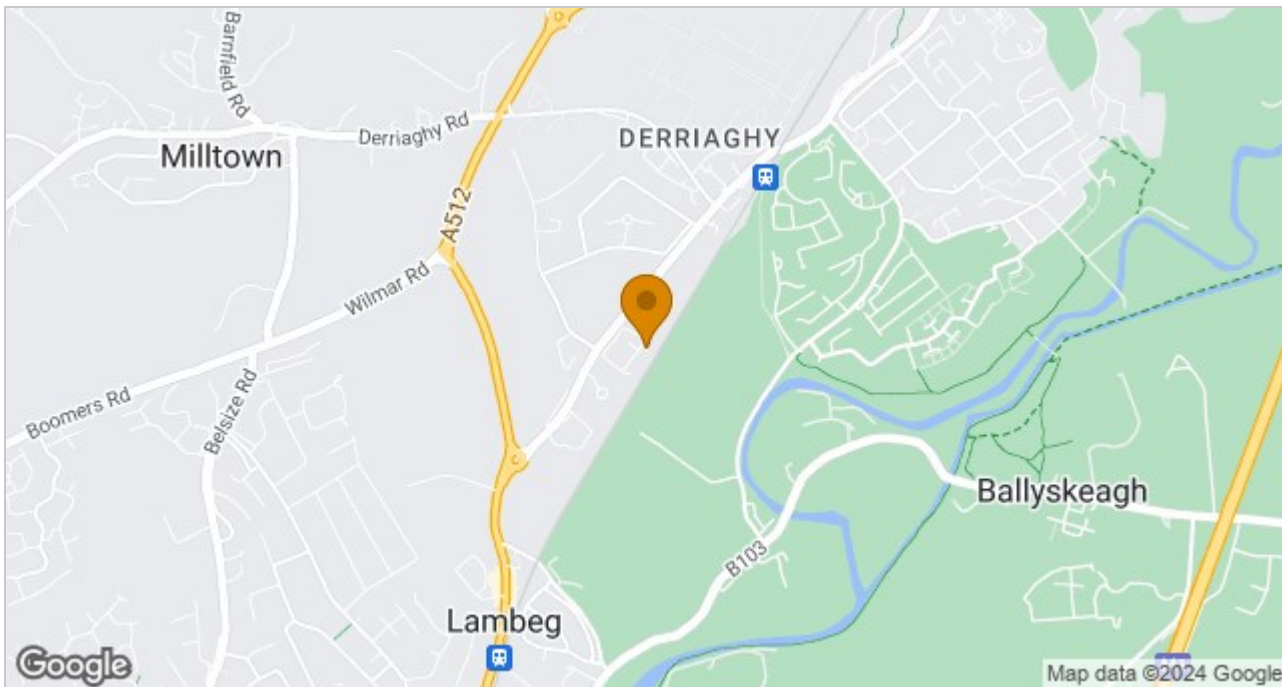 Barnfield Rd
Derriaghy Rd
DERRIAGHY
Milltown
A512
Wilmar Rd
Boomers Rd
Belsize Rd
Ballyskeagh
B103
Lambeg
Google
Map data ©2024 Google